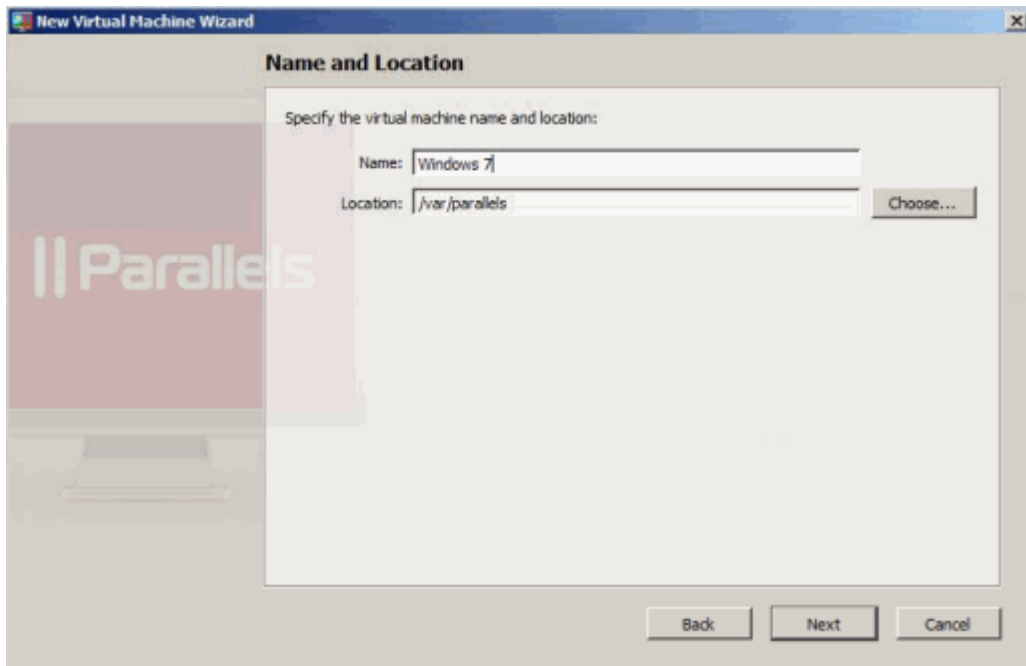 New Virtual Machine Wizard
Name and Location
Specify the virtual machine name and location:
Name: Windows 7
Location: /var/parallels Choose...
Parallels
Back Next Cancel